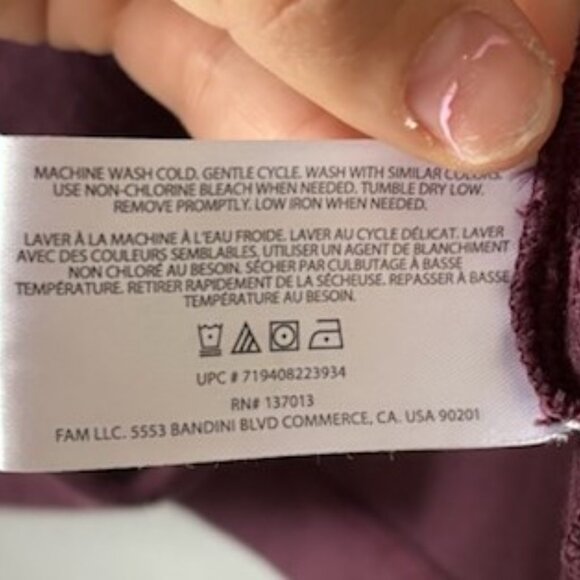 MACHINE WASH COLD. GENTLE CYCLE. WASH WITH SIMILAR COLORS.
USE NON-CHLORINE BLEACH WHEN NEEDED. TUMBLE DRY LOW.
REMOVE PROMPTLY. LOW IRON WHEN NEEDED.
LAVER À LA MACHINE À L'EAU FROIDE. LAVER AU CYCLE DÉLICAT. LAVER
AVEC DES COULEURS SEMBLABLES. UTILISER UN AGENT DE BLANCHIMENT
NON CHLORÉ AU BESOIN. SÉCHER PAR CULBUTAGE À BASSE
TEMPÉRATURE. RETIRER RAPIDEMENT DE LA SÉCHEUSE. REPASSER À BASSE
TEMPÉRATURE AU BESOIN.
UPC # 719408223934
RN# 137013
FAM LLC. 5553 BANDINI BLVD COMMERCE, CA. USA 90201